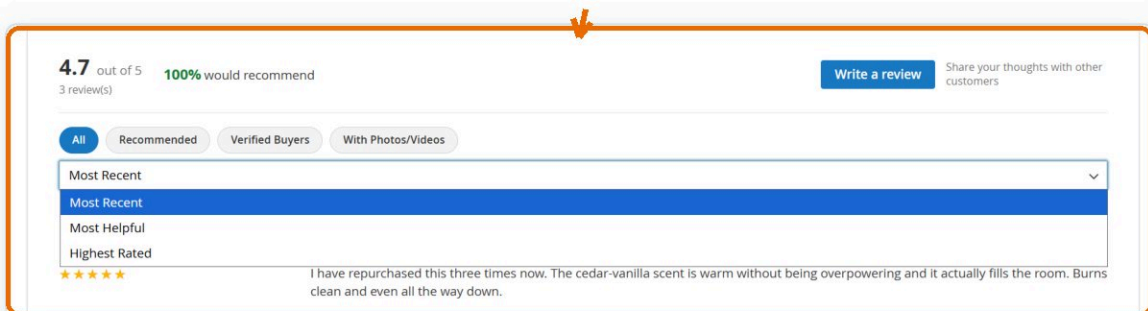 4.7 out of 5
3 review(s)
100% would recommend
Write a review
Share your thoughts with other
customers
All
Recommended
Verified Buyers
With Photos/Videos
Most Recent
Most Recent
Most Helpful
Highest Rated
I have repurchased this three times now. The cedar-vanilla scent is warm without being overpowering and it actually fills the room. Burns
clean and even all the way down.